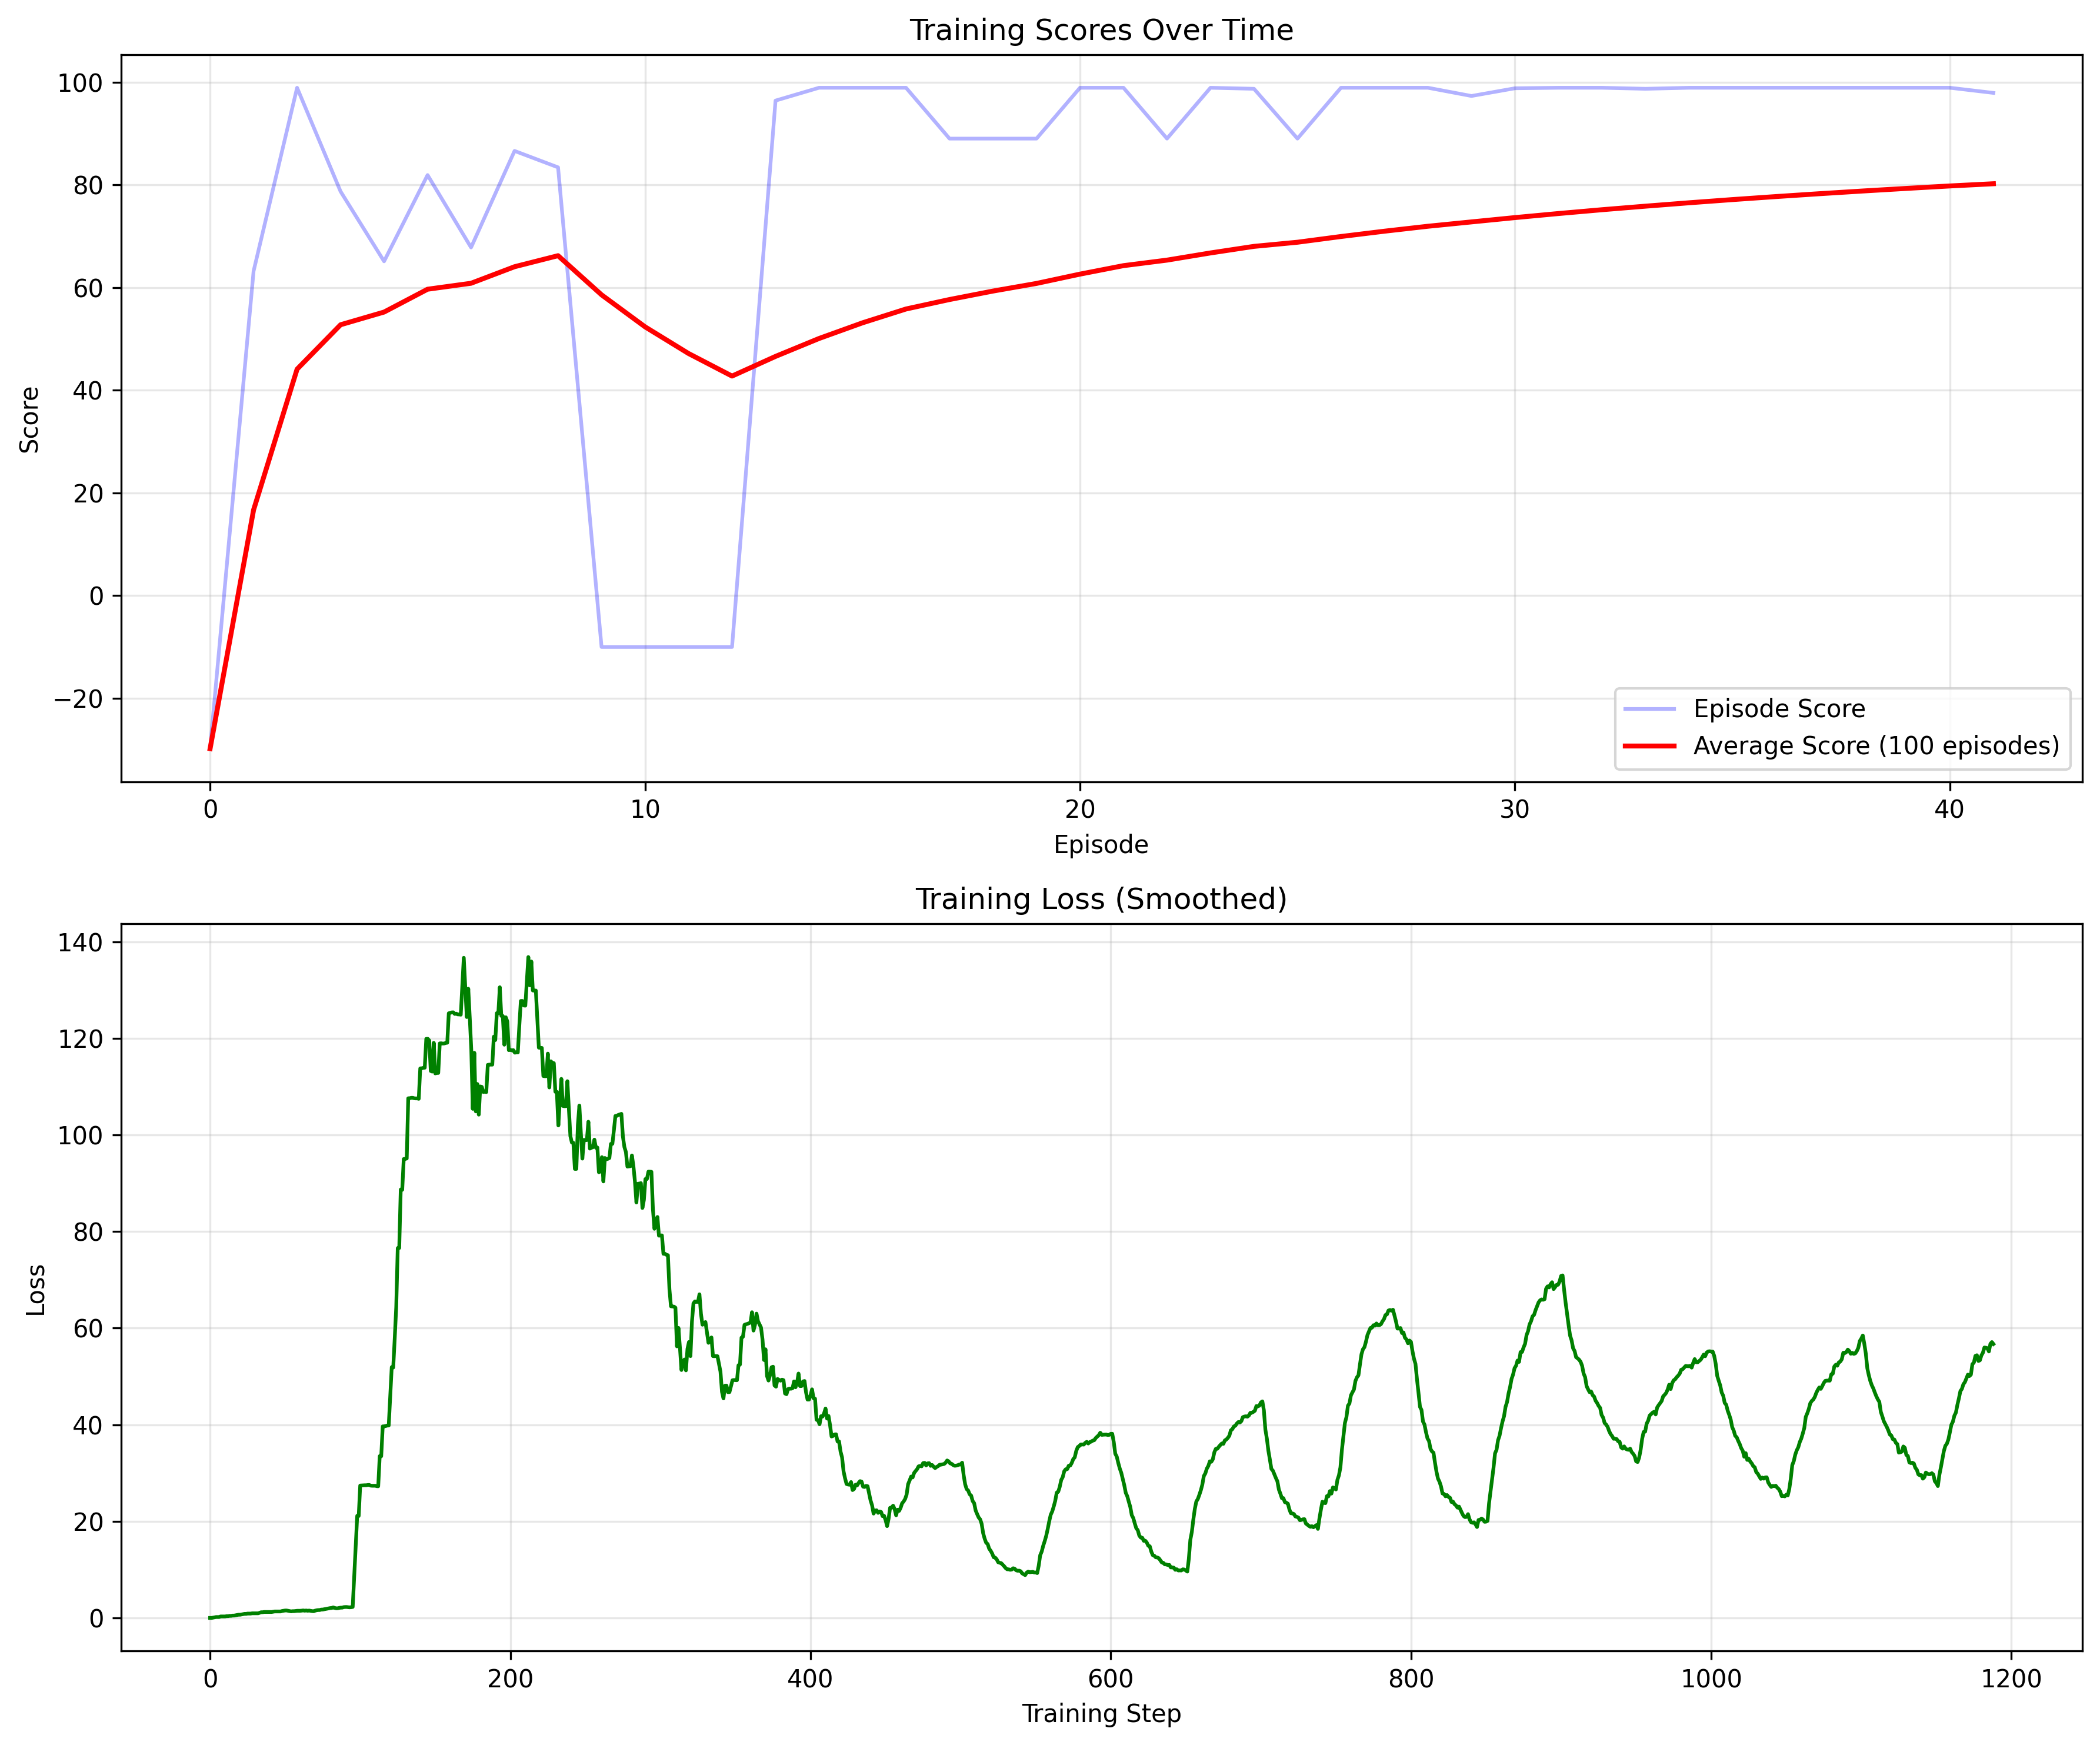 Training Scores Over Time
100
80
60
40
20
0
−20
Score
Episode Score
Average Score (100 episodes)
0 10 20 30 40
Episode
Training Loss (Smoothed)
140
120
100
80
60
40
20
0
Loss
0 200 400 600 800 1000 1200
Training Step